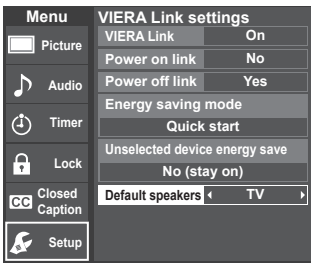 Menu
Picture
Audio
Timer
Lock
CC Closed
Caption
Setup
VIERA Link settings
VIERA Link On
Power on link No
Power off link Yes
Energy saving mode
Quick start
Unselected device energy save
No (stay on)
Default speakers TV